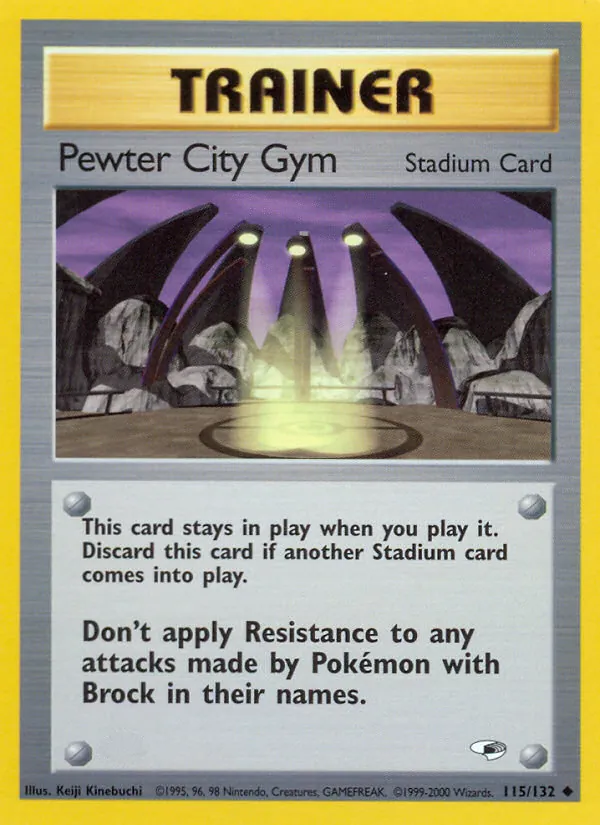 TRAINER
Pewter City Gym Stadium Card
This card stays in play when you play it.
Discard this card if another Stadium card
comes into play.
Don't apply Resistance to any
attacks made by Pokémon with
Brock in their names.
Illus. Keiji Kinebuchi ©1995, 96, 98 Nintendo, Creatures, GAMEFREAK. ©1999-2000 Wizards. 115/132